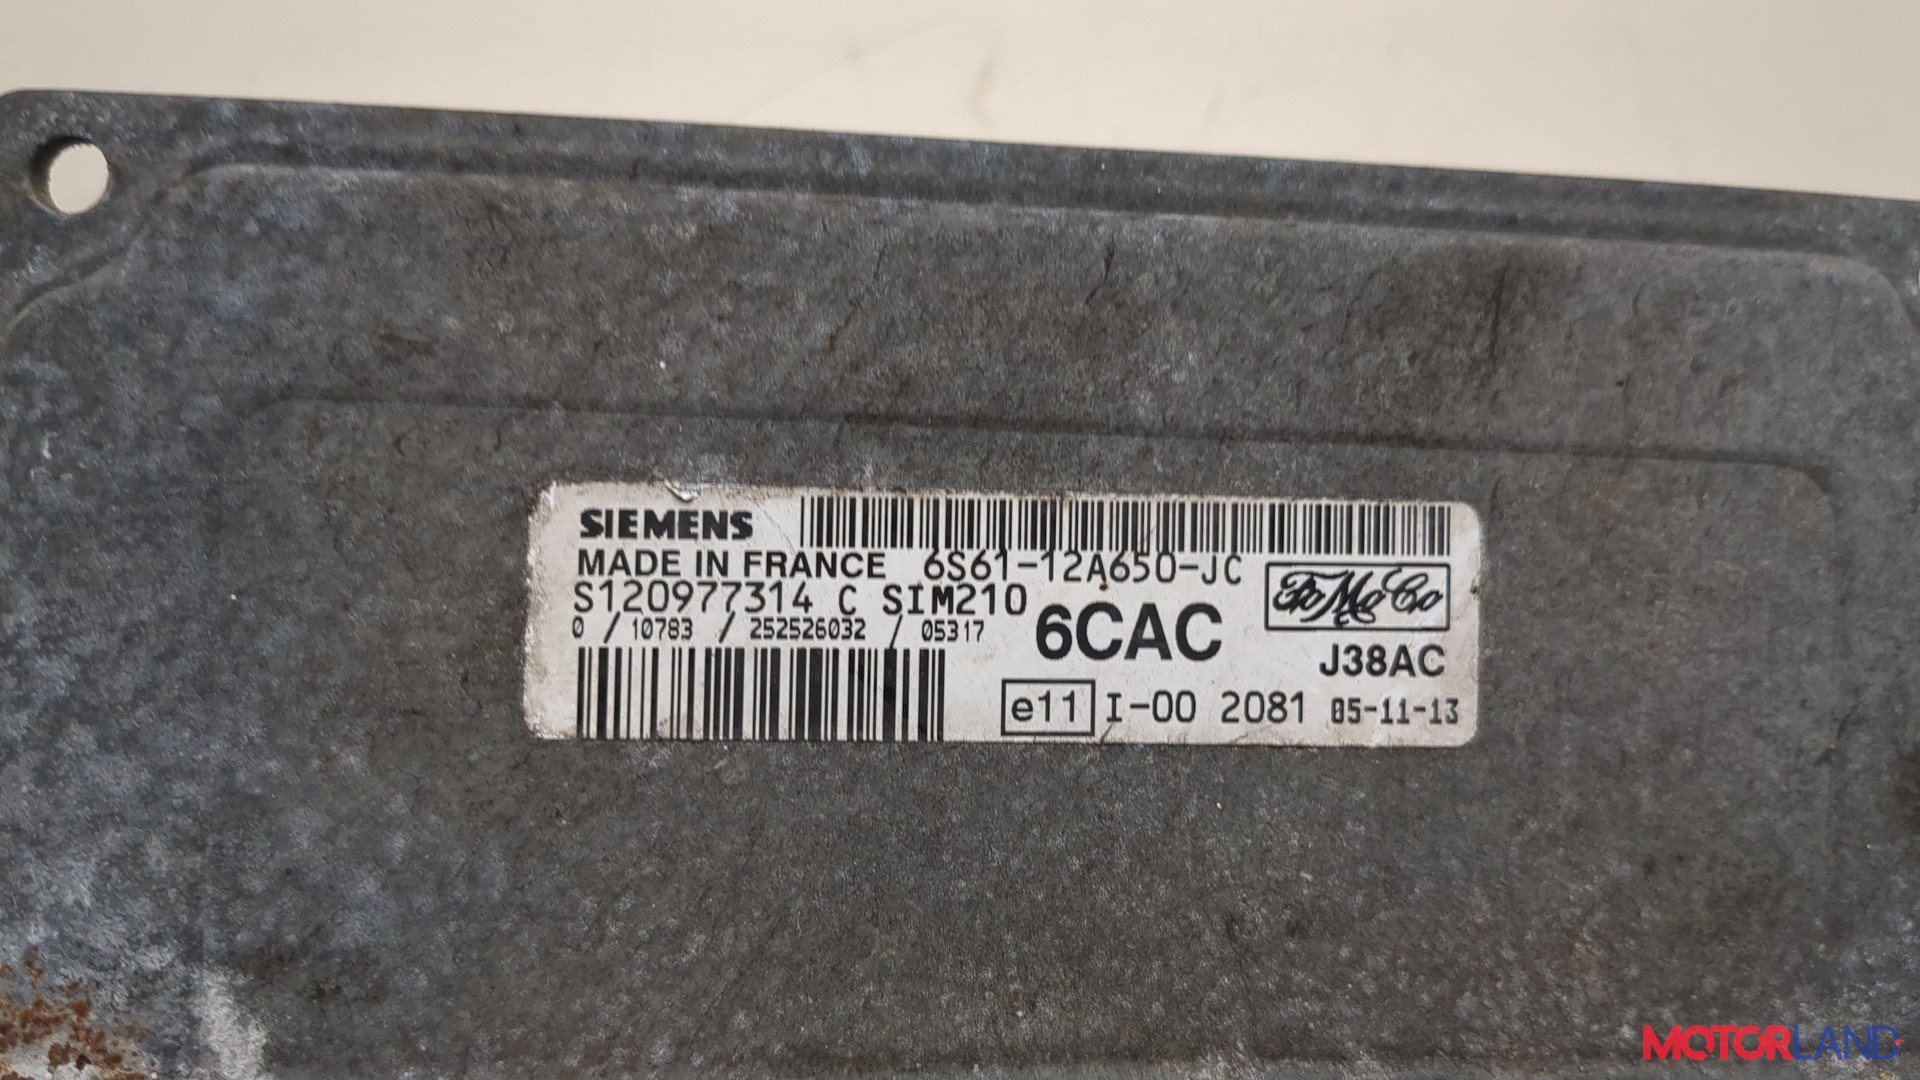 SIEMENS
MADE IN FRANCE 6S61-12A650-JC
S120977314 C SIM210
FoMoCo
0 / 10783 / 252526032 / 05317
6CAC
J38AC
e11 I-00 2081 05-11-13
MOTORLAND